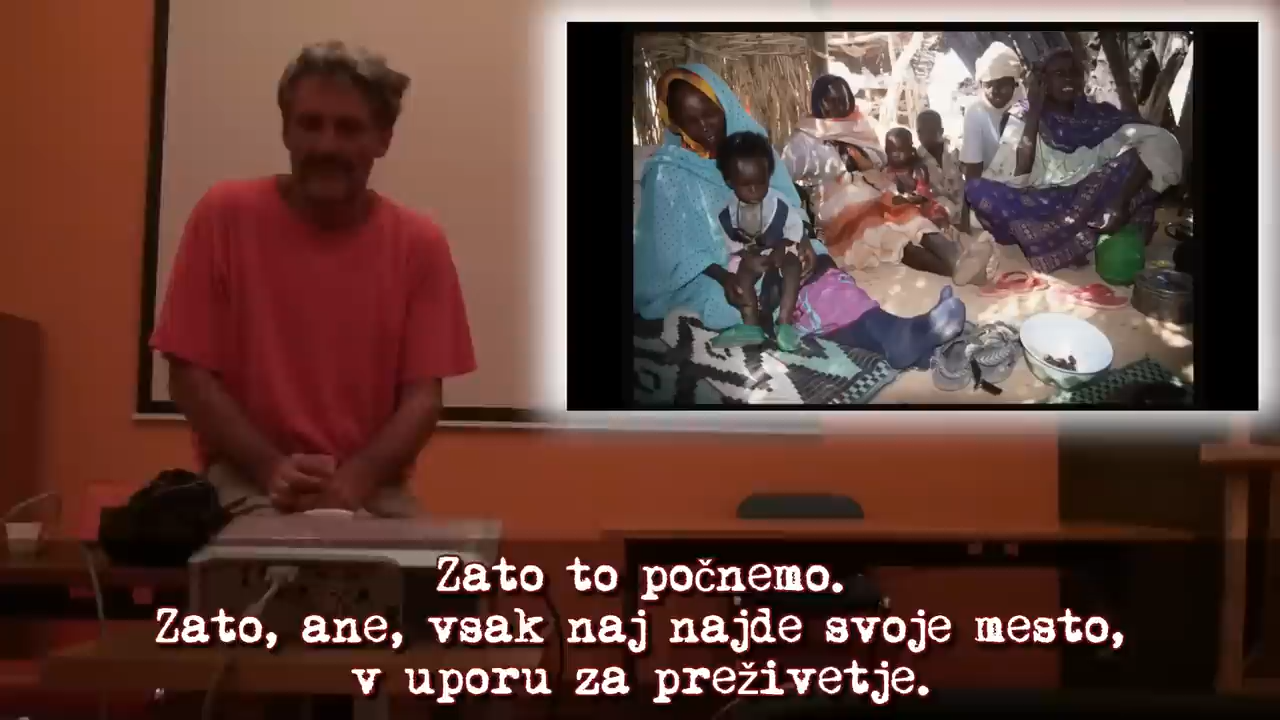 Zato to počnemo.
Zato, ane, vsak naj najde svoje mesto,
v uporu za preživetje.